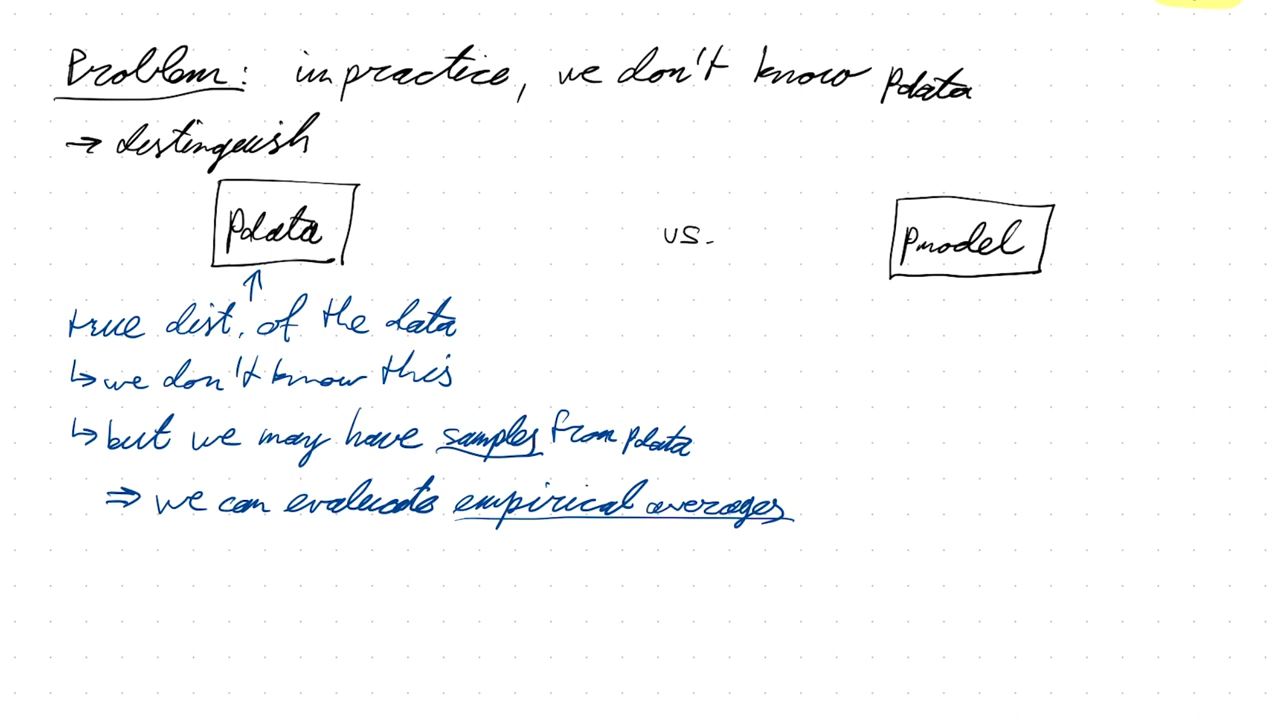 Problem: in practice, we don't know pdata
→ distinguish
pdata vs. pmodel
↑
true dist. of the data
↳ we don't know this
↳ but we may have samples from pdata
⇒ we can evaluate empirical averages